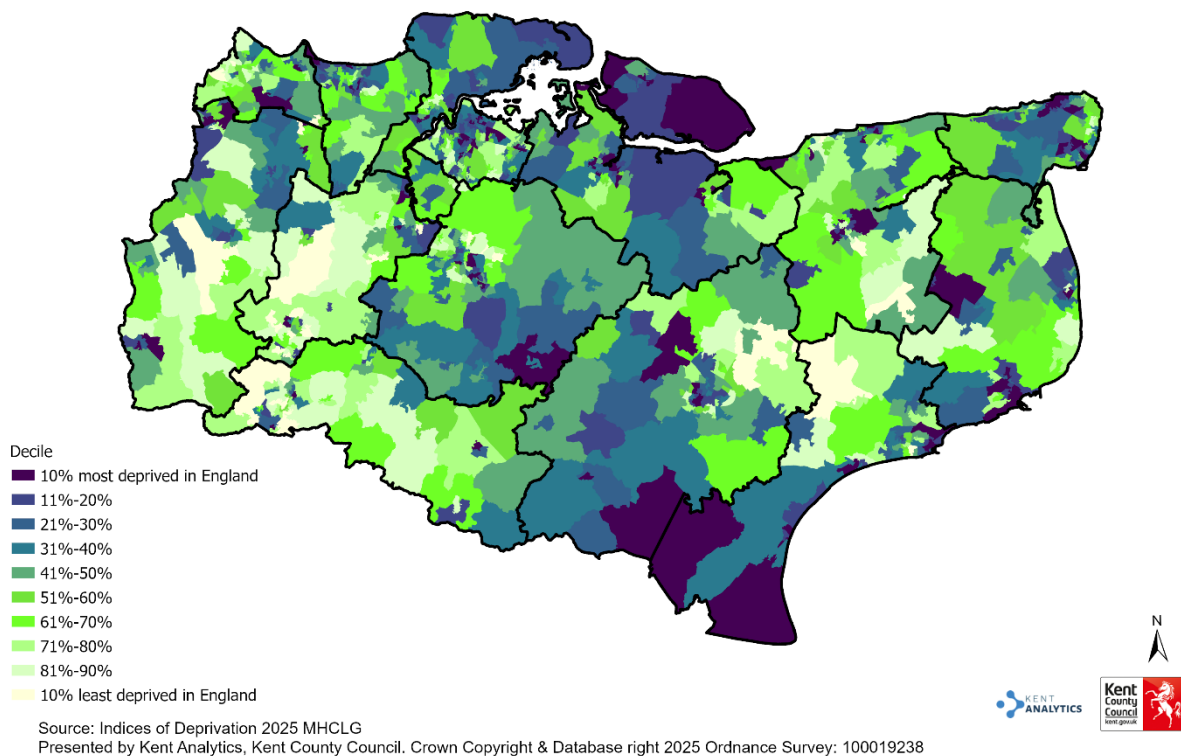 Decile
10% most deprived in England
11%-20%
21%-30%
31%-40%
41%-50%
51%-60%
61%-70%
71%-80%
81%-90%
10% least deprived in England
N
KENT
ANALYTICS
Kent
County
Council
kent.gov.uk
Source: Indices of Deprivation 2025 MHCLG
Presented by Kent Analytics, Kent County Council. Crown Copyright & Database right 2025 Ordnance Survey: 100019238